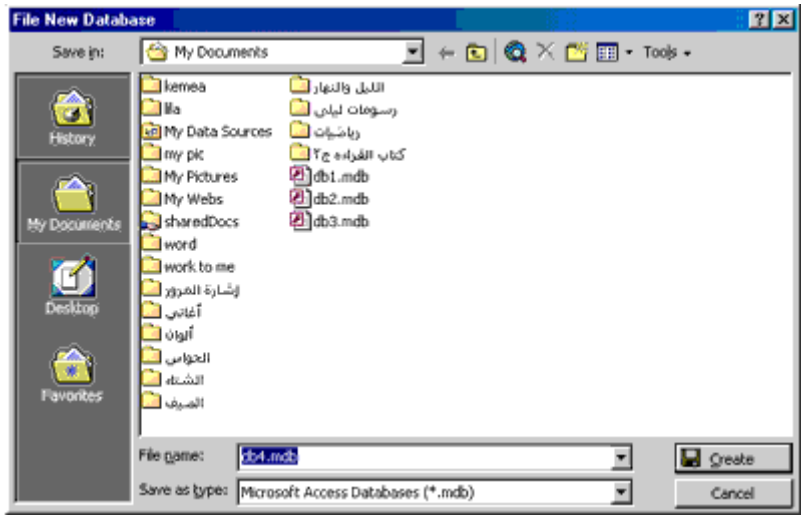 File New Database
Save in:
My Documents
Tools
History
My Documents
Desktop
Favorites
kemea
lila
My Data Sources
my pic
My Pictures
My Webs
sharedDocs
word
work to me
إشارة المرور
أغاني
ألوان
الحواس
الشتاء
الصيف
الليل والنهار
رسومات ليلى
رياضيات
كتاب القراءه ج٢
db1.mdb
db2.mdb
db3.mdb
File name:
db4.mdb
Create
Save as type:
Microsoft Access Databases (*.mdb)
Cancel